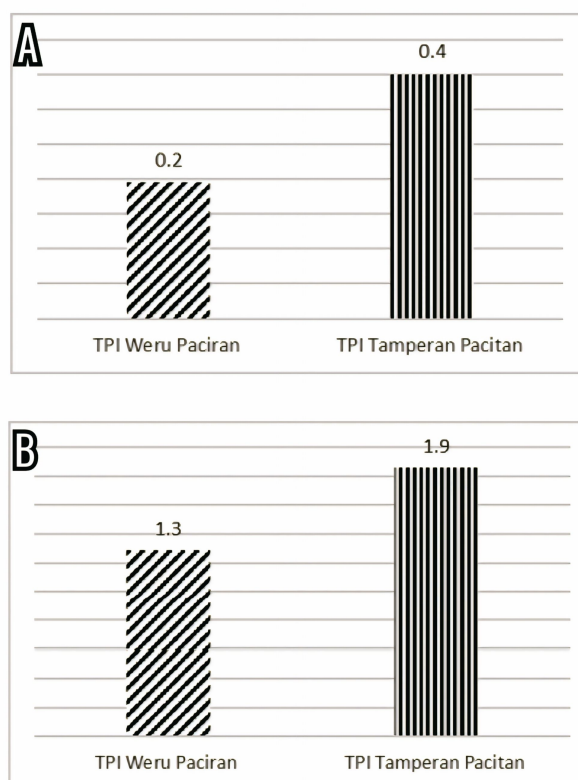 A
0.4
0.2
TPI Weru Paciran TPI Tamperan Pacitan
B
1.9
1.3
TPI Weru Paciran TPI Tamperan Pacitan